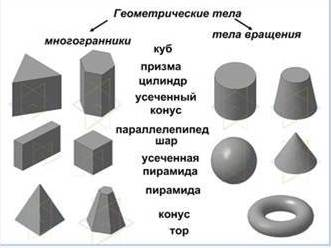 Геометрические тела
многогранники
тела вращения
куб
призма
цилиндр
усеченный
конус
параллелепипед
шар
усеченная
пирамида
пирамида
конус
тор